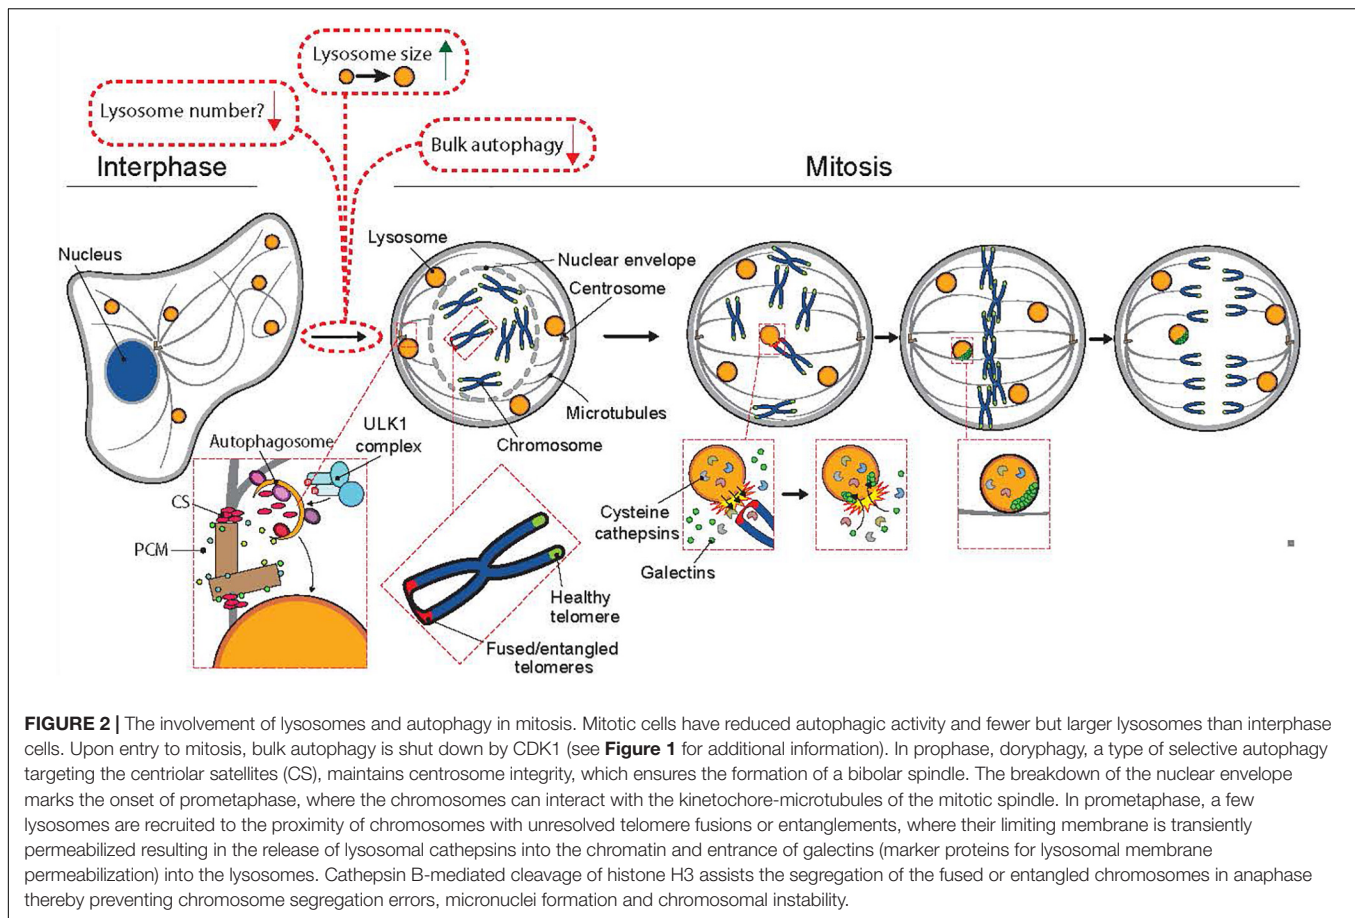 Lysosome size
Lysosome number?
Bulk autophagy
Interphase
Mitosis
Nucleus
Lysosome
Nuclear envelope
Centrosome
Microtubules
Chromosome
ULK1
complex
Autophagosome
CS
PCM
Healthy
telomere
Fused/entangled
telomeres
Cysteine
cathepsins
Galectins
FIGURE 2 | The involvement of lysosomes and autophagy in mitosis. Mitotic cells have reduced autophagic activity and fewer but larger lysosomes than interphase
cells. Upon entry to mitosis, bulk autophagy is shut down by CDK1 (see Figure 1 for additional information). In prophase, doryphagy, a type of selective autophagy
targeting the centriolar satellites (CS), maintains centrosome integrity, which ensures the formation of a bibolar spindle. The breakdown of the nuclear envelope
marks the onset of prometaphase, where the chromosomes can interact with the kinetochore-microtubules of the mitotic spindle. In prometaphase, a few
lysosomes are recruited to the proximity of chromosomes with unresolved telomere fusions or entanglements, where their limiting membrane is transiently
permeabilized resulting in the release of lysosomal cathepsins into the chromatin and entrance of galectins (marker proteins for lysosomal membrane
permeabilization) into the lysosomes. Cathepsin B-mediated cleavage of histone H3 assists the segregation of the fused or entangled chromosomes in anaphase
thereby preventing chromosome segregation errors, micronuclei formation and chromosomal instability.